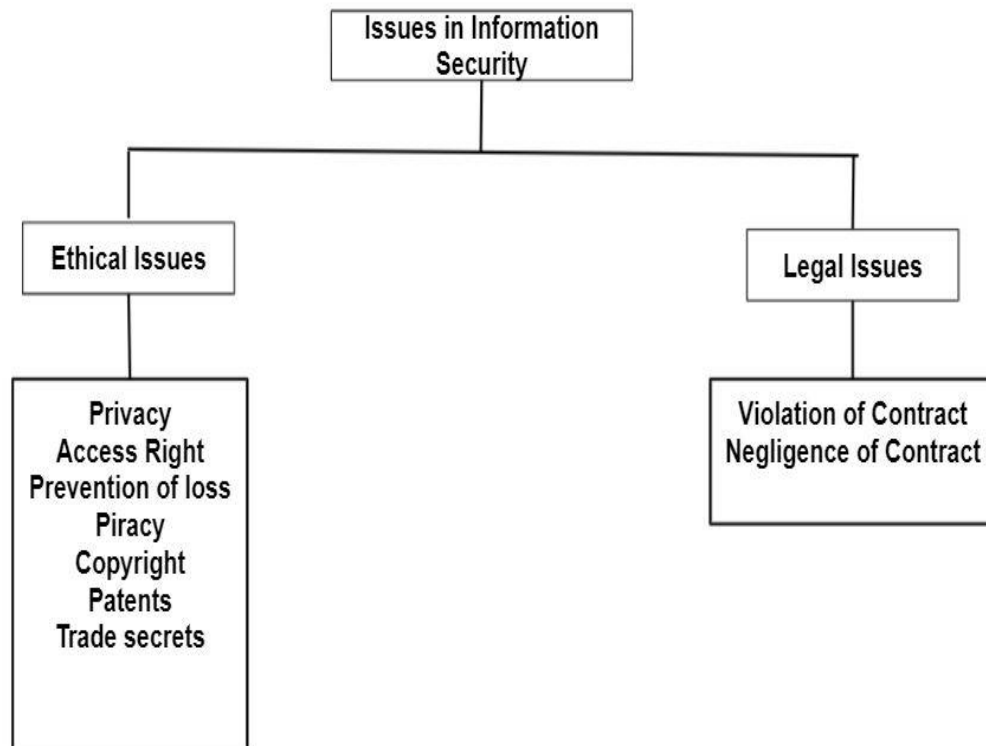 Issues in Information
Security
Ethical Issues
Legal Issues
Privacy
Access Right
Prevention of loss
Piracy
Copyright
Patents
Trade secrets
Violation of Contract
Negligence of Contract